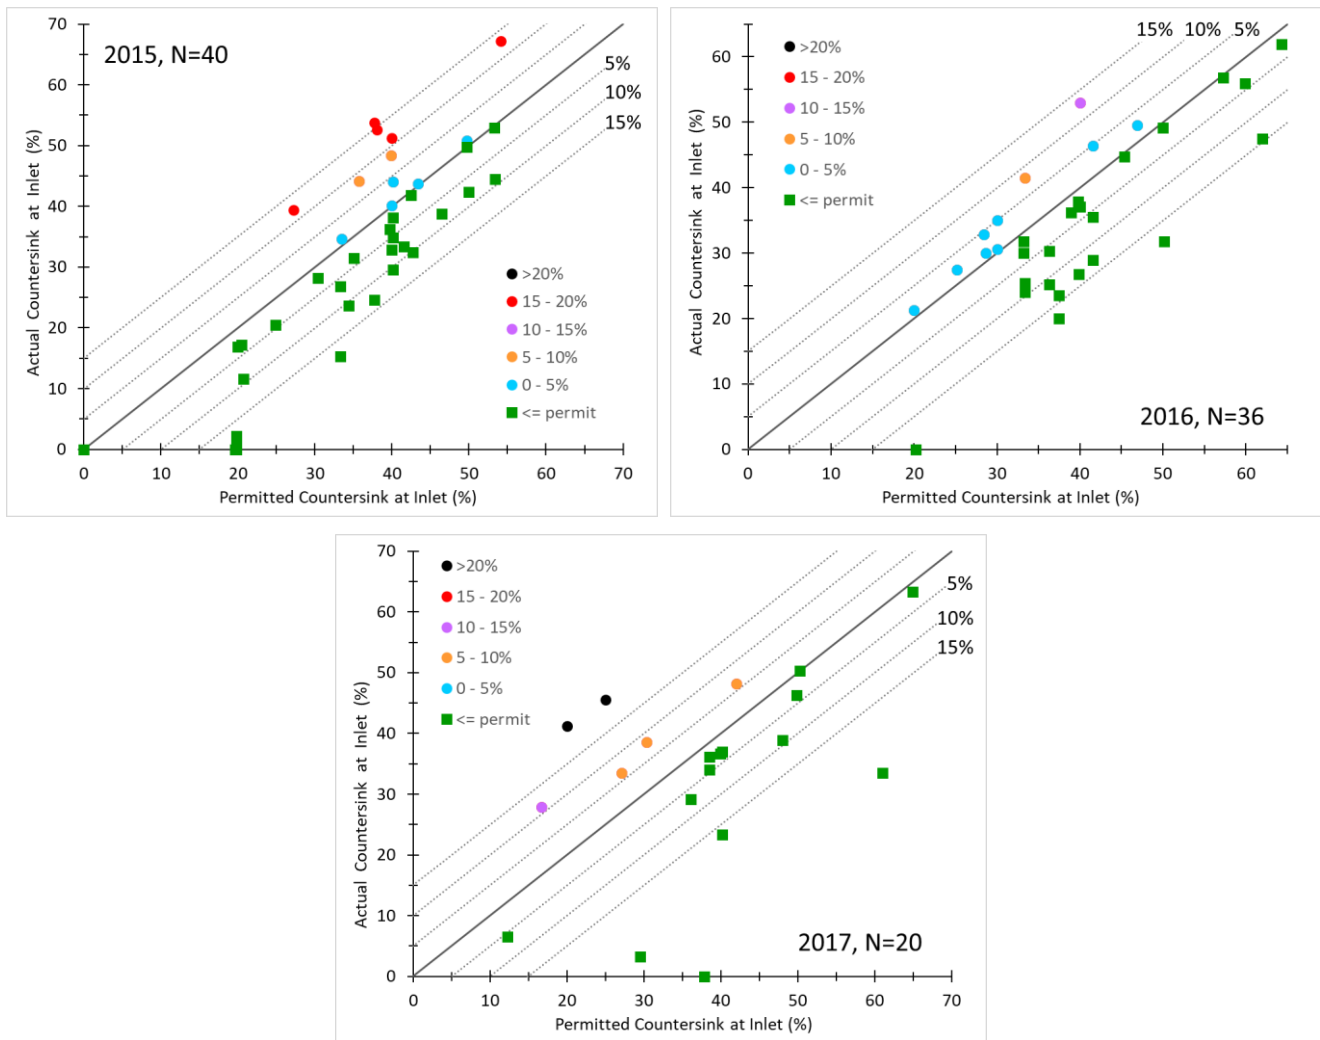 2015, N=40
Actual Countersink at Inlet (%)
70
60
50
40
30
20
10
0
5%
10%
15%
>20%
15 - 20%
10 - 15%
5 - 10%
0 - 5%
<= permit
0 10 20 30 40 50 60 70
Permitted Countersink at Inlet (%)
15% 10% 5%
Actual Countersink at Inlet (%)
60
50
40
30
20
10
0
>20%
15 - 20%
10 - 15%
5 - 10%
0 - 5%
<= permit
2016, N=36
0 10 20 30 40 50 60
Permitted Countersink at Inlet (%)
Actual Countersink at Inlet (%)
70
60
50
40
30
20
10
0
>20%
15 - 20%
10 - 15%
5 - 10%
0 - 5%
<= permit
5%
10%
15%
2017, N=20
0 10 20 30 40 50 60 70
Permitted Countersink at Inlet (%)